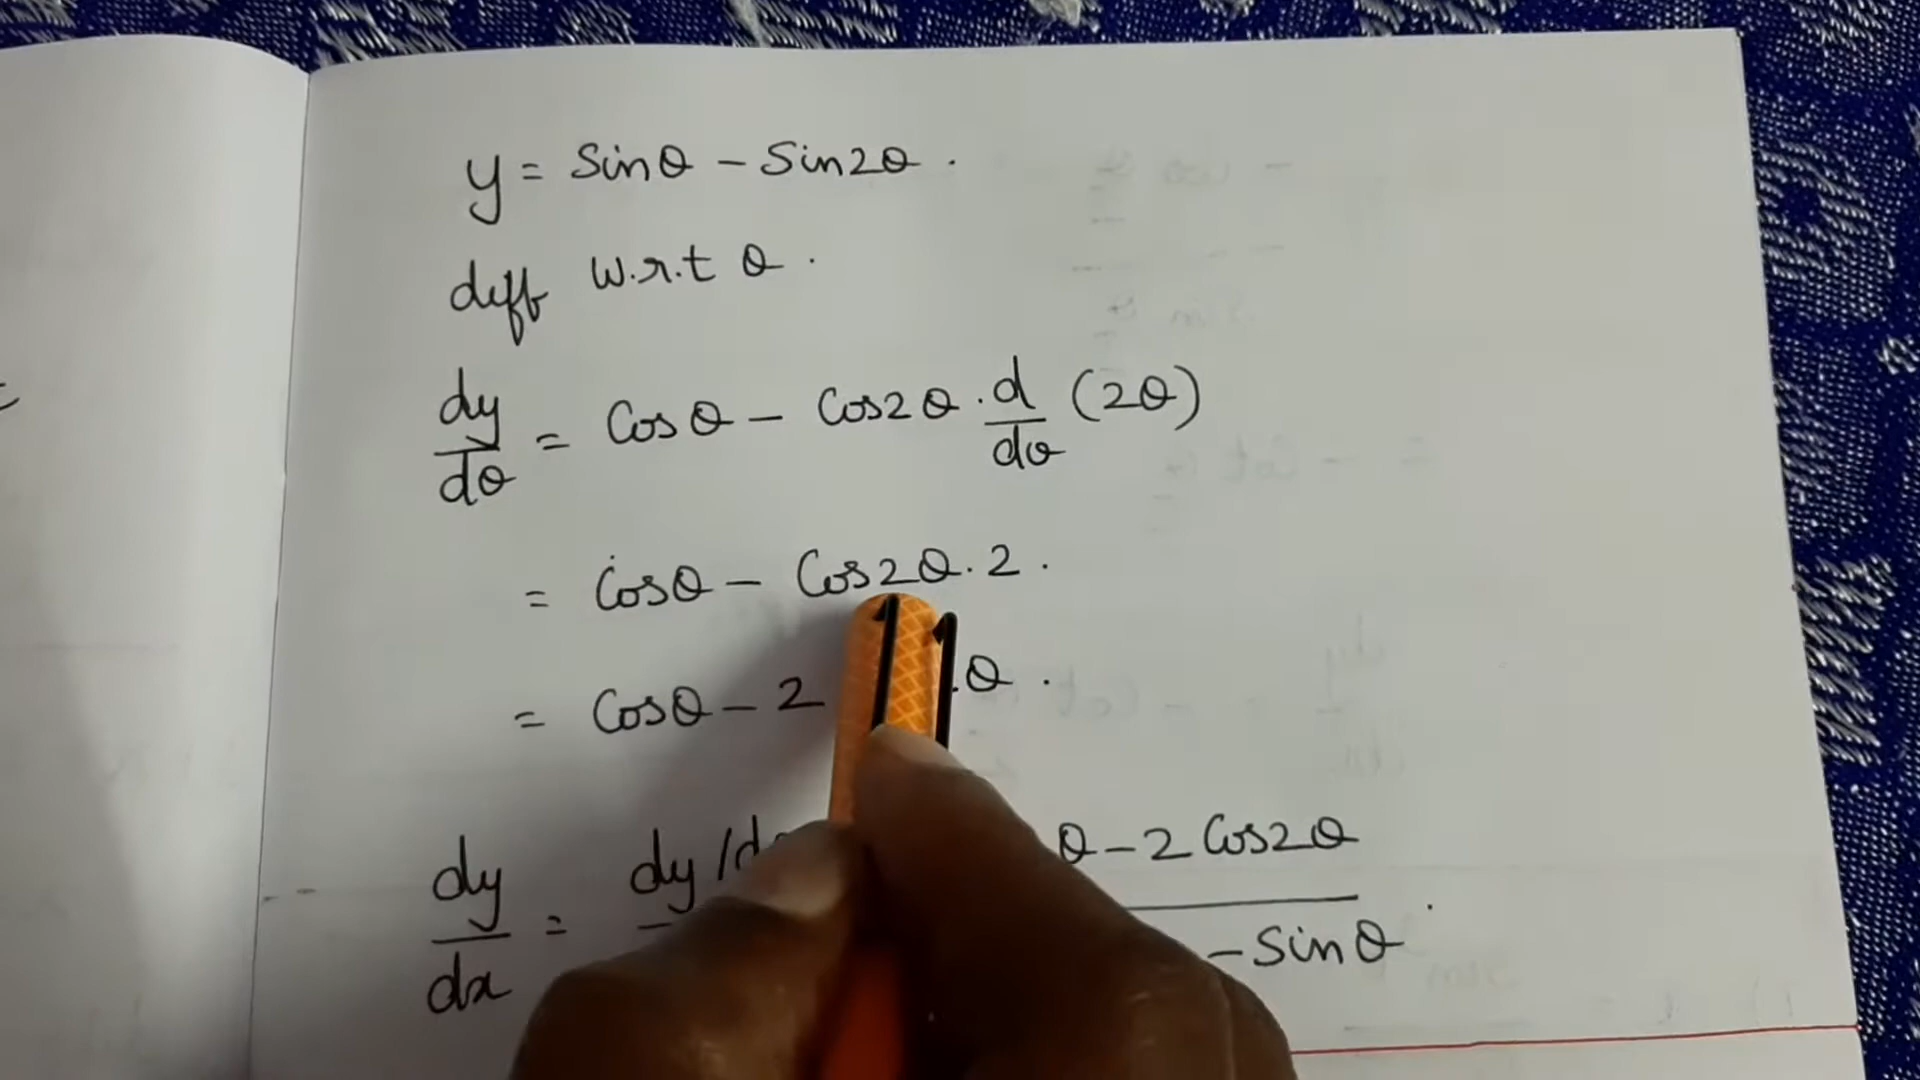 y = Sinθ - Sin2θ .
diff w.r.t θ .
dy/dθ = Cosθ - Cos2θ . d/dθ (2θ)
= Cosθ - Cos2θ . 2 .
= Cosθ - 2 θ .
dy/dx = dy/d θ - 2 Cos2θ
- Sinθ